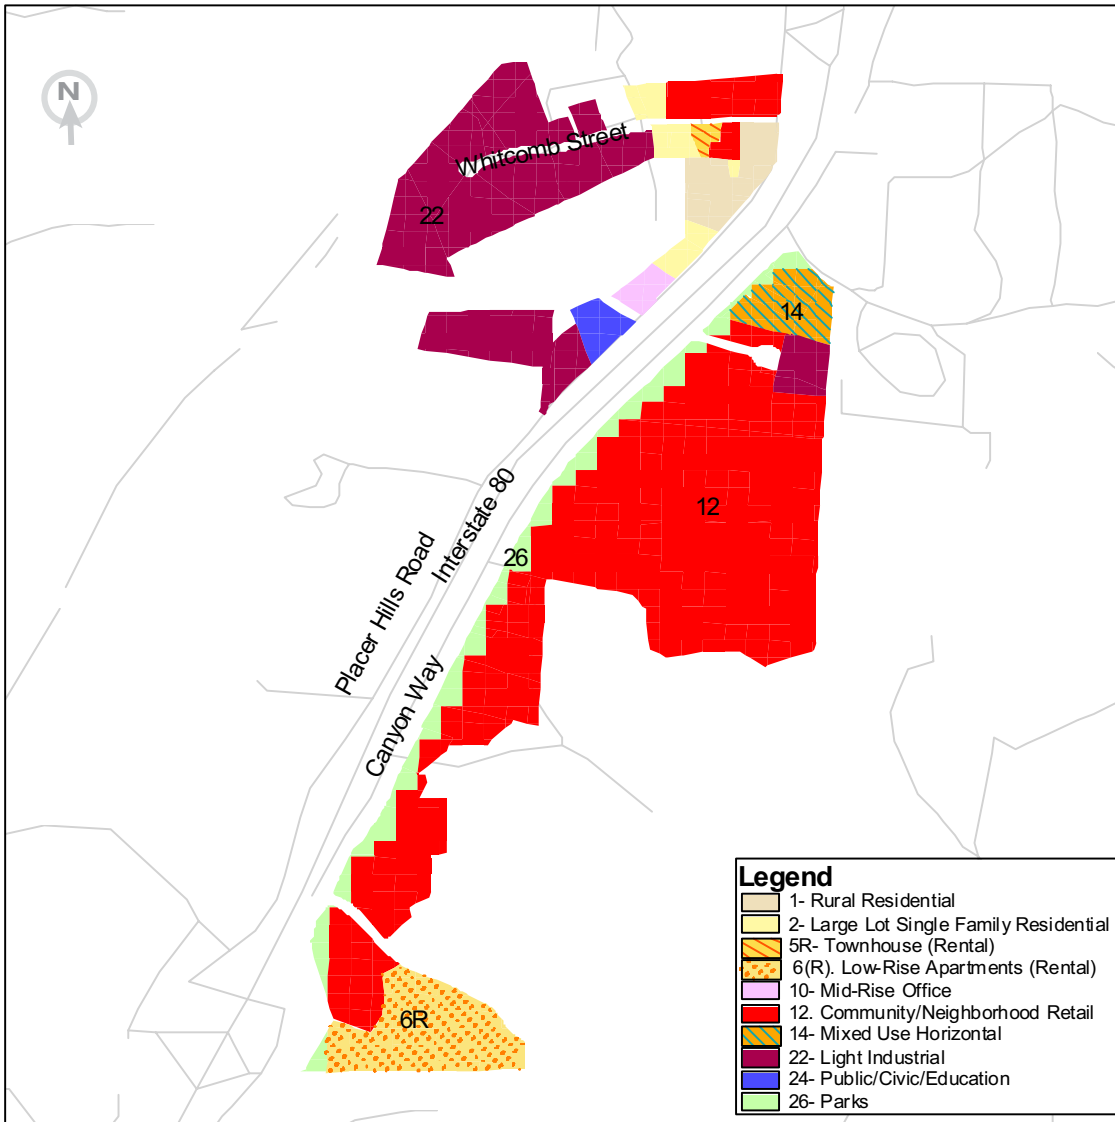 N
Whitcomb Street
22
14
12
Interstate 80
26
Placer Hills Road
Canyon Way
6R
Legend
1- Rural Residential
2- Large Lot Single Family Residential
5R- Townhouse (Rental)
6(R). Low-Rise Apartments (Rental)
10- Mid-Rise Office
12. Community/Neighborhood Retail
14- Mixed Use Horizontal
22- Light Industrial
24- Public/Civic/Education
26- Parks